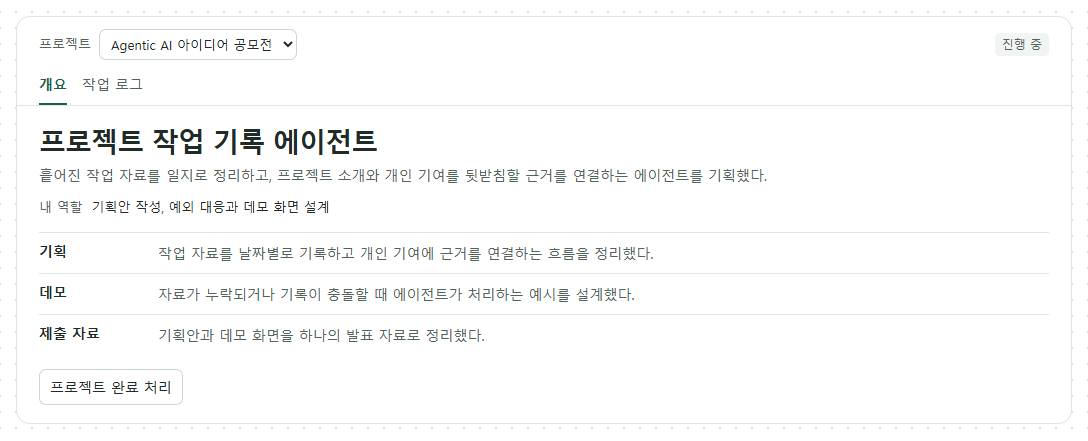 프로젝트 Agentic AI 아이디어 공모전 진행 중
개요 작업 로그
프로젝트 작업 기록 에이전트
흩어진 작업 자료를 일지로 정리하고, 프로젝트 소개와 개인 기여를 뒷받침할 근거를 연결하는 에이전트를 기획했다.
내 역할 기획안 작성, 예외 대응과 데모 화면 설계
기획 작업 자료를 날짜별로 기록하고 개인 기여에 근거를 연결하는 흐름을 정리했다.
데모 자료가 누락되거나 기록이 충돌할 때 에이전트가 처리하는 예시를 설계했다.
제출 자료 기획안과 데모 화면을 하나의 발표 자료로 정리했다.
프로젝트 완료 처리